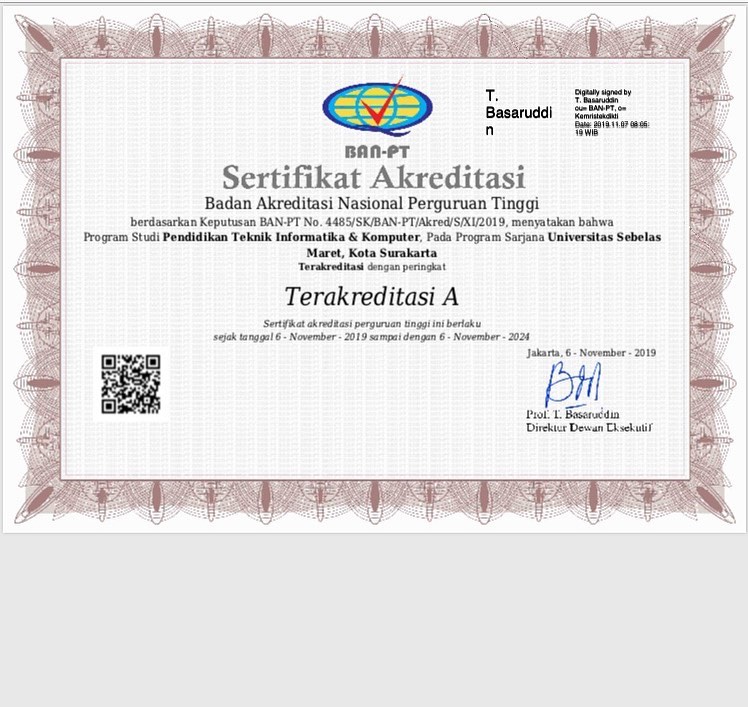 T.
Basaruddi
n
Digitally signed by
T. Basaruddin
ou= BAN-PT, o=
Kemristekdikti
Date: 2019.11.07 08:05:
19 WIB
BAN-PT
Sertifikat Akreditasi
Badan Akreditasi Nasional Perguruan Tinggi
berdasarkan Keputusan BAN-PT No. 4485/SK/BAN-PT/Akred/S/XI/2019, menyatakan bahwa
Program Studi Pendidikan Teknik Informatika & Komputer, Pada Program Sarjana Universitas Sebelas
Maret, Kota Surakarta
Terakreditasi dengan peringkat
Terakreditasi A
Sertifikat akreditasi perguruan tinggi ini berlaku
sejak tanggal 6 - November - 2019 sampai dengan 6 - November - 2024
Jakarta, 6 - November - 2019
Prof. T. Basaruddin
Direktur Dewan Eksekutif